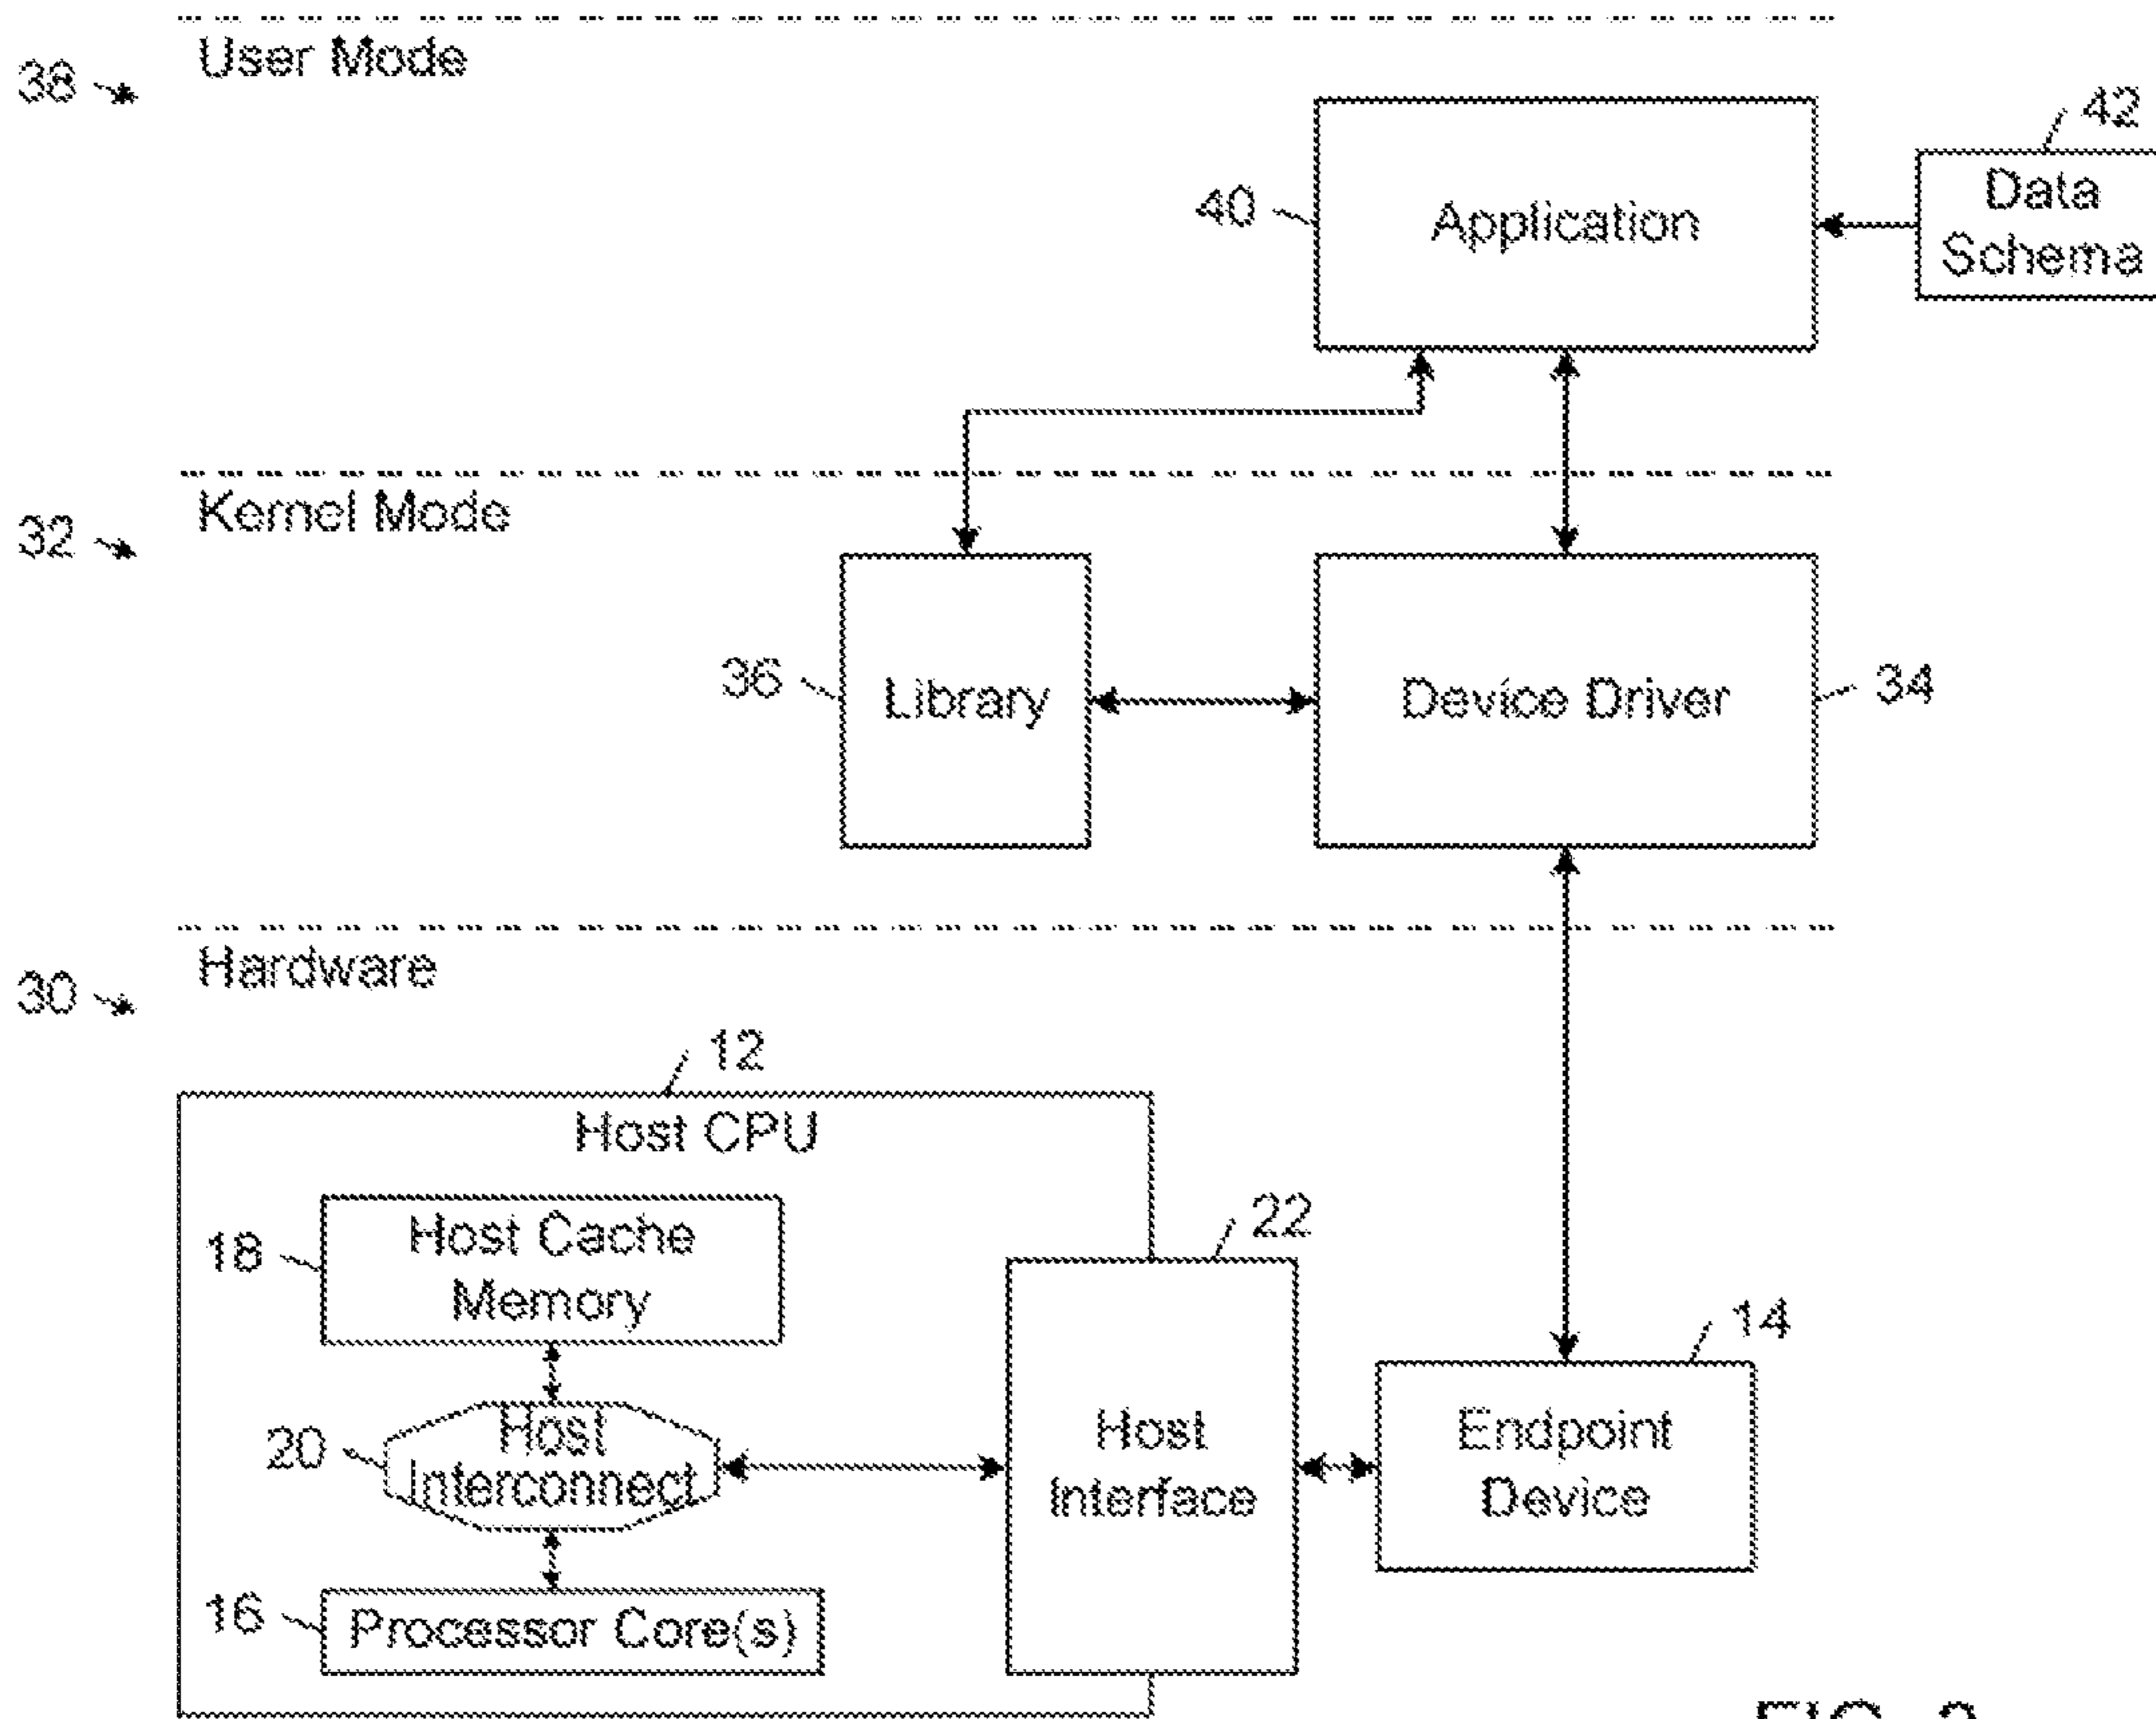 User Mode
38
42
Data
Schema
40
Application
Kernel Mode
32
36
Library
Device Driver
34
Hardware
30
12
Host CPU
22
18
Host Cache
Memory
14
20
Host
Interconnect
Host
Interface
Endpoint
Device
16
Processor Core(s)